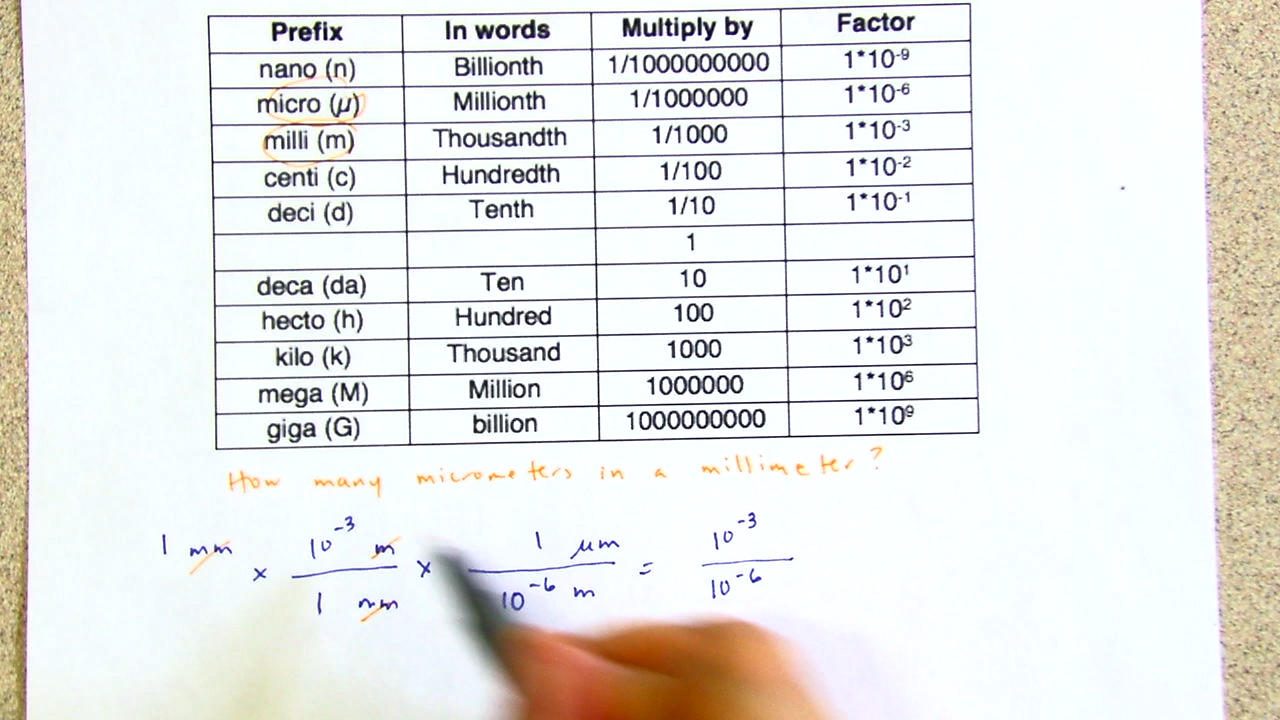 Prefix In words Multiply by Factor
nano (n) Billionth 1/1000000000 1*10⁻⁹
micro (µ) Millionth 1/1000000 1*10⁻⁶
milli (m) Thousandth 1/1000 1*10⁻³
centi (c) Hundredth 1/100 1*10⁻²
deci (d) Tenth 1/10 1*10⁻¹
1
deca (da) Ten 10 1*10¹
hecto (h) Hundred 100 1*10²
kilo (k) Thousand 1000 1*10³
mega (M) Million 1000000 1*10⁶
giga (G) billion 1000000000 1*10⁹
How many micrometers in a millimeter?
1 mm × 10⁻³ m / 1 mm × 1 µm / 10⁻⁶ m = 10⁻³ / 10⁻⁶